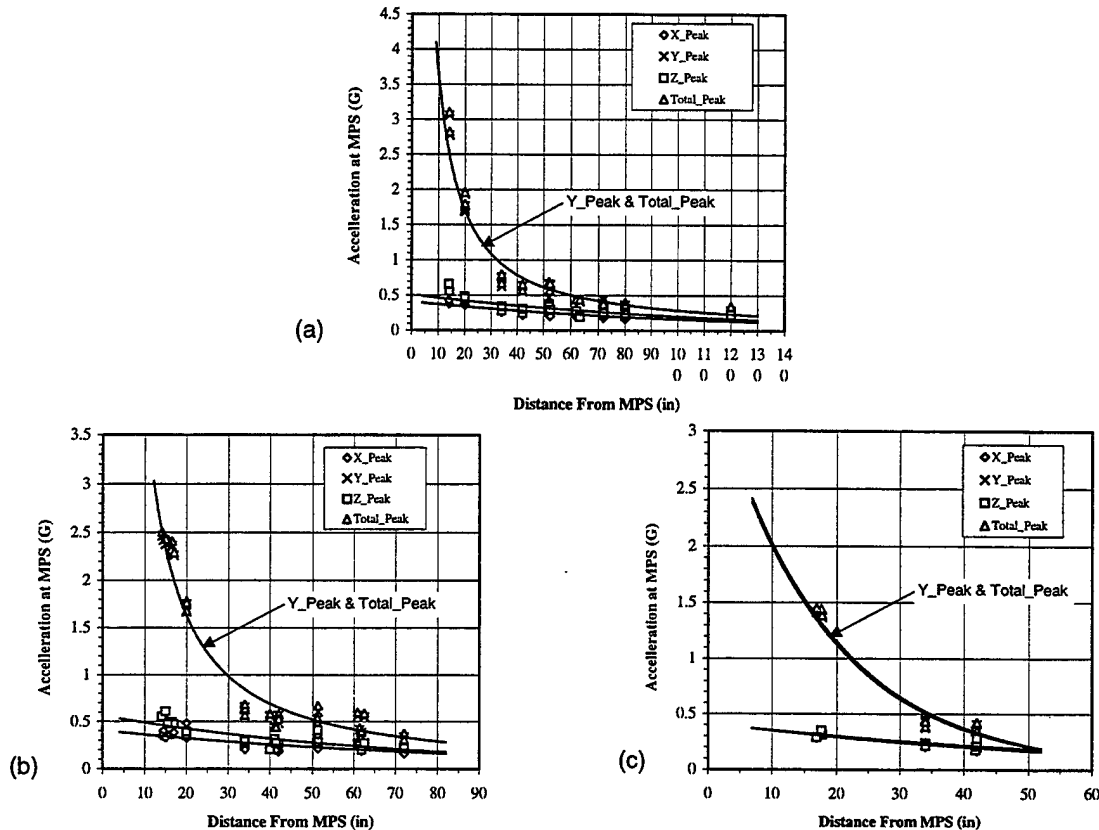 4.5
4
3.5
3
2.5
2
1.5
1
0.5
0
Accelleration at MPS (G)
X_Peak
Y_Peak
Z_Peak
Total_Peak
Y_Peak & Total_Peak
(a)
0 10 20 30 40 50 60 70 80 90 10 11 12 13 14
0 0 0 0 0
Distance From MPS (in)
3.5
3
2.5
2
1.5
1
0.5
0
Accelleration at MPS (G)
X_Peak
Y_Peak
Z_Peak
Total_Peak
Y_Peak & Total_Peak
(b)
0 10 20 30 40 50 60 70 80 90
Distance From MPS (in)
3
2.5
2
1.5
1
0.5
0
Accelleration at MPS (G)
X_Peak
Y_Peak
Z_Peak
Total_Peak
Y_Peak & Total_Peak
(c)
0 10 20 30 40 50 60
Distance From MPS (in)